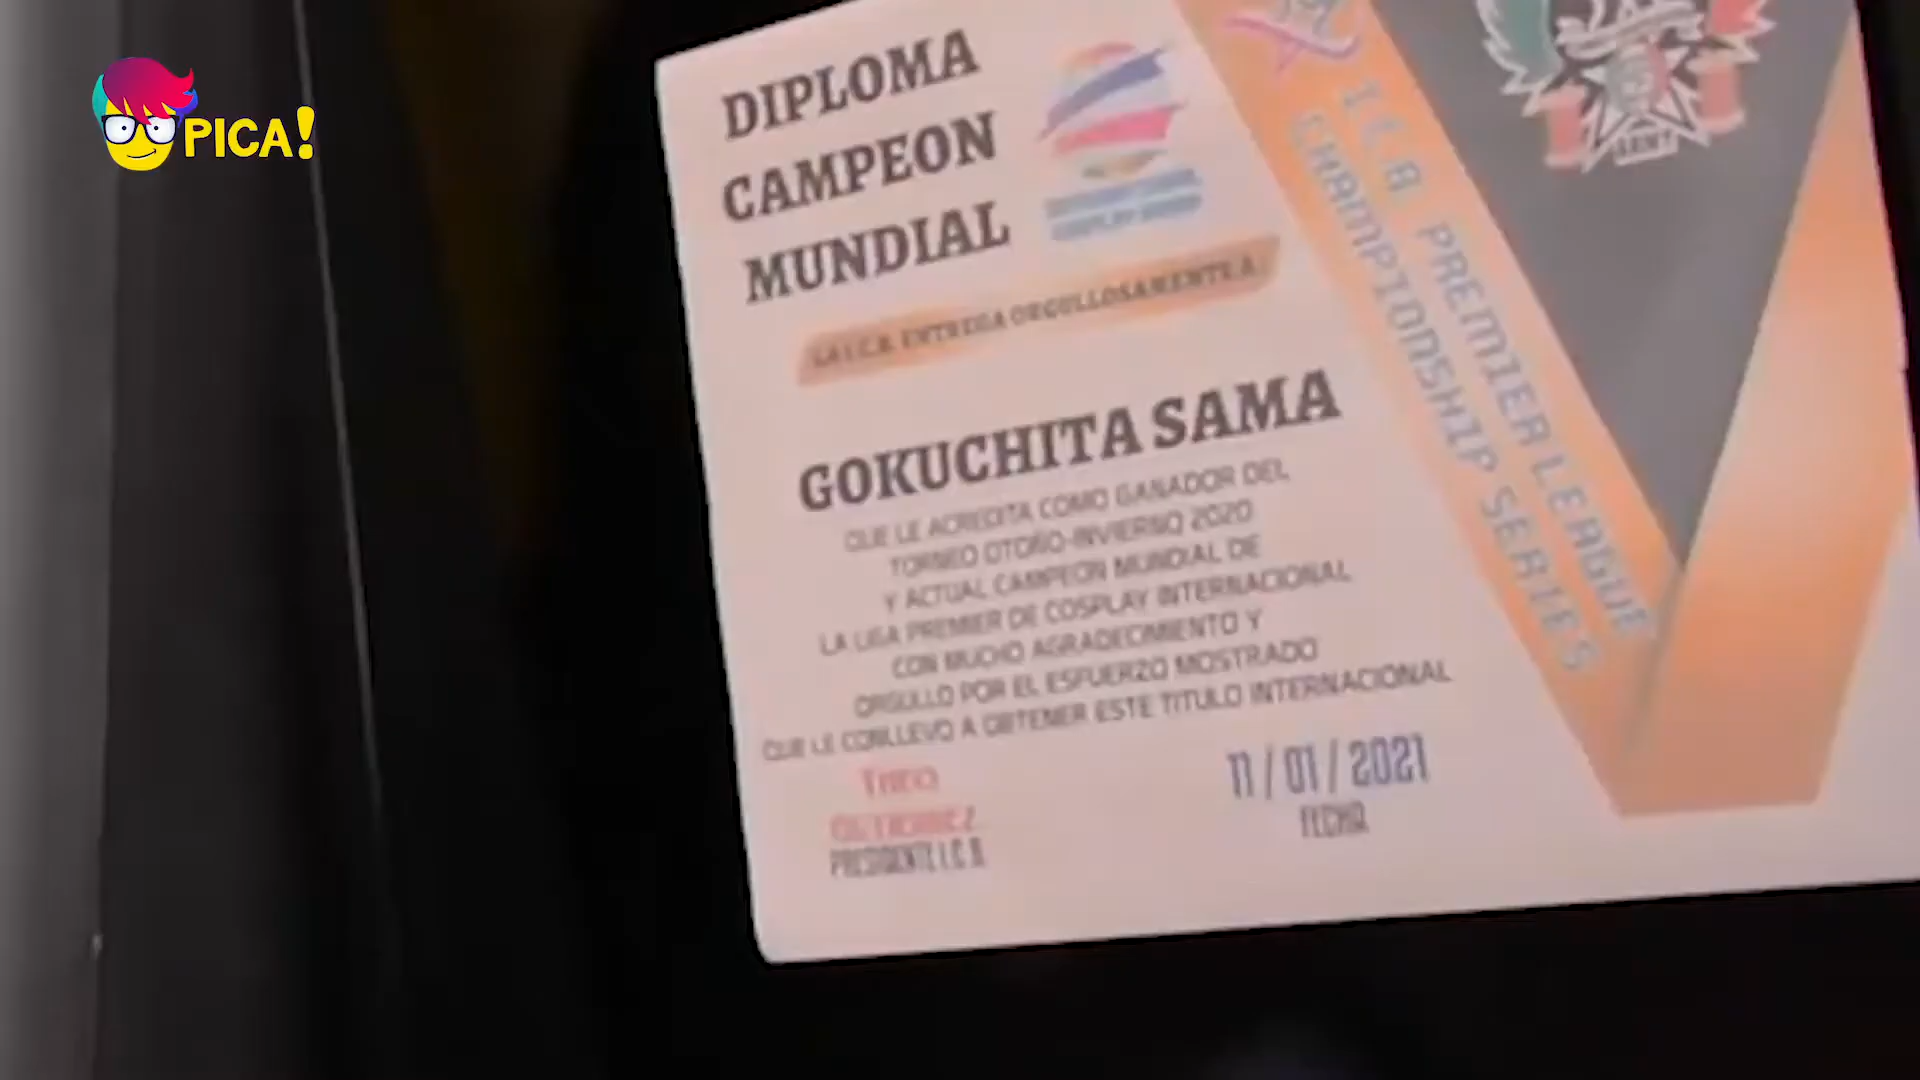 PICA!
DIPLOMA
CAMPEON
MUNDIAL
LA I.C.A. ENTREGA ORGULLOSAMENTE A
GOKUCHITA SAMA
QUE LE ACREDITA COMO GANADOR DEL
TORNEO OTOÑO-INVIERNO 2020
Y ACTUAL CAMPEON MUNDIAL DE
LA LIGA PREMIER DE COSPLAY INTERNACIONAL
CON MUCHO AGRADECIMIENTO Y
ORGULLO POR EL ESFUERZO MOSTRADO
QUE LE CONLLEVO A OBTENER ESTE TITULO INTERNACIONAL
PRESIDENTE I.C.A.
11/01/2021
FECHA
I.C.A PREMIER LEAGUE
CHAMPIONSHIP SERIES
ARMY